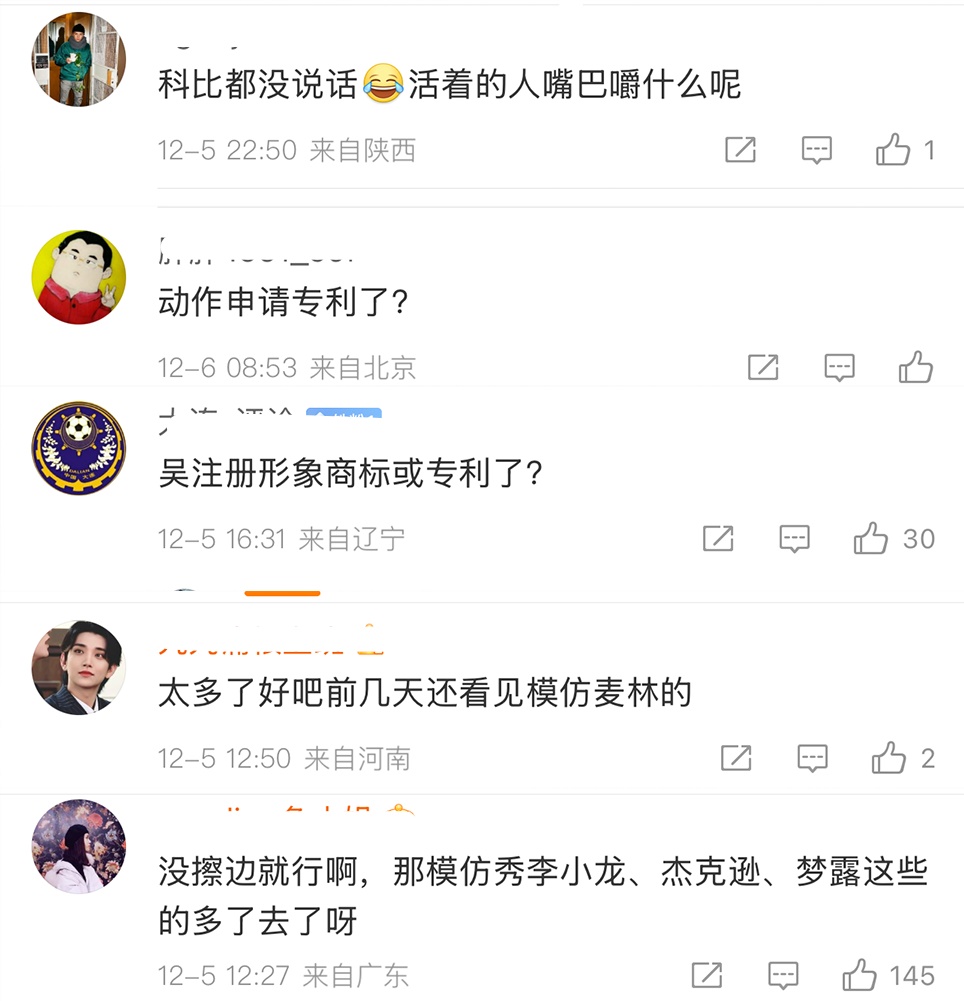 科比都没说话😂活着的人嘴巴嚼什么呢
12-5 22:50 来自陕西
1
动作申请专利了?
12-6 08:53 来自北京
吴注册形象商标或专利了?
12-5 16:31 来自辽宁
30
太多了好吧前几天还看见模仿麦林的
12-5 12:50 来自河南
2
没擦边就行啊，那模仿秀李小龙、杰克逊、梦露这些
的多了去了呀
12-5 12:27 来自广东
145